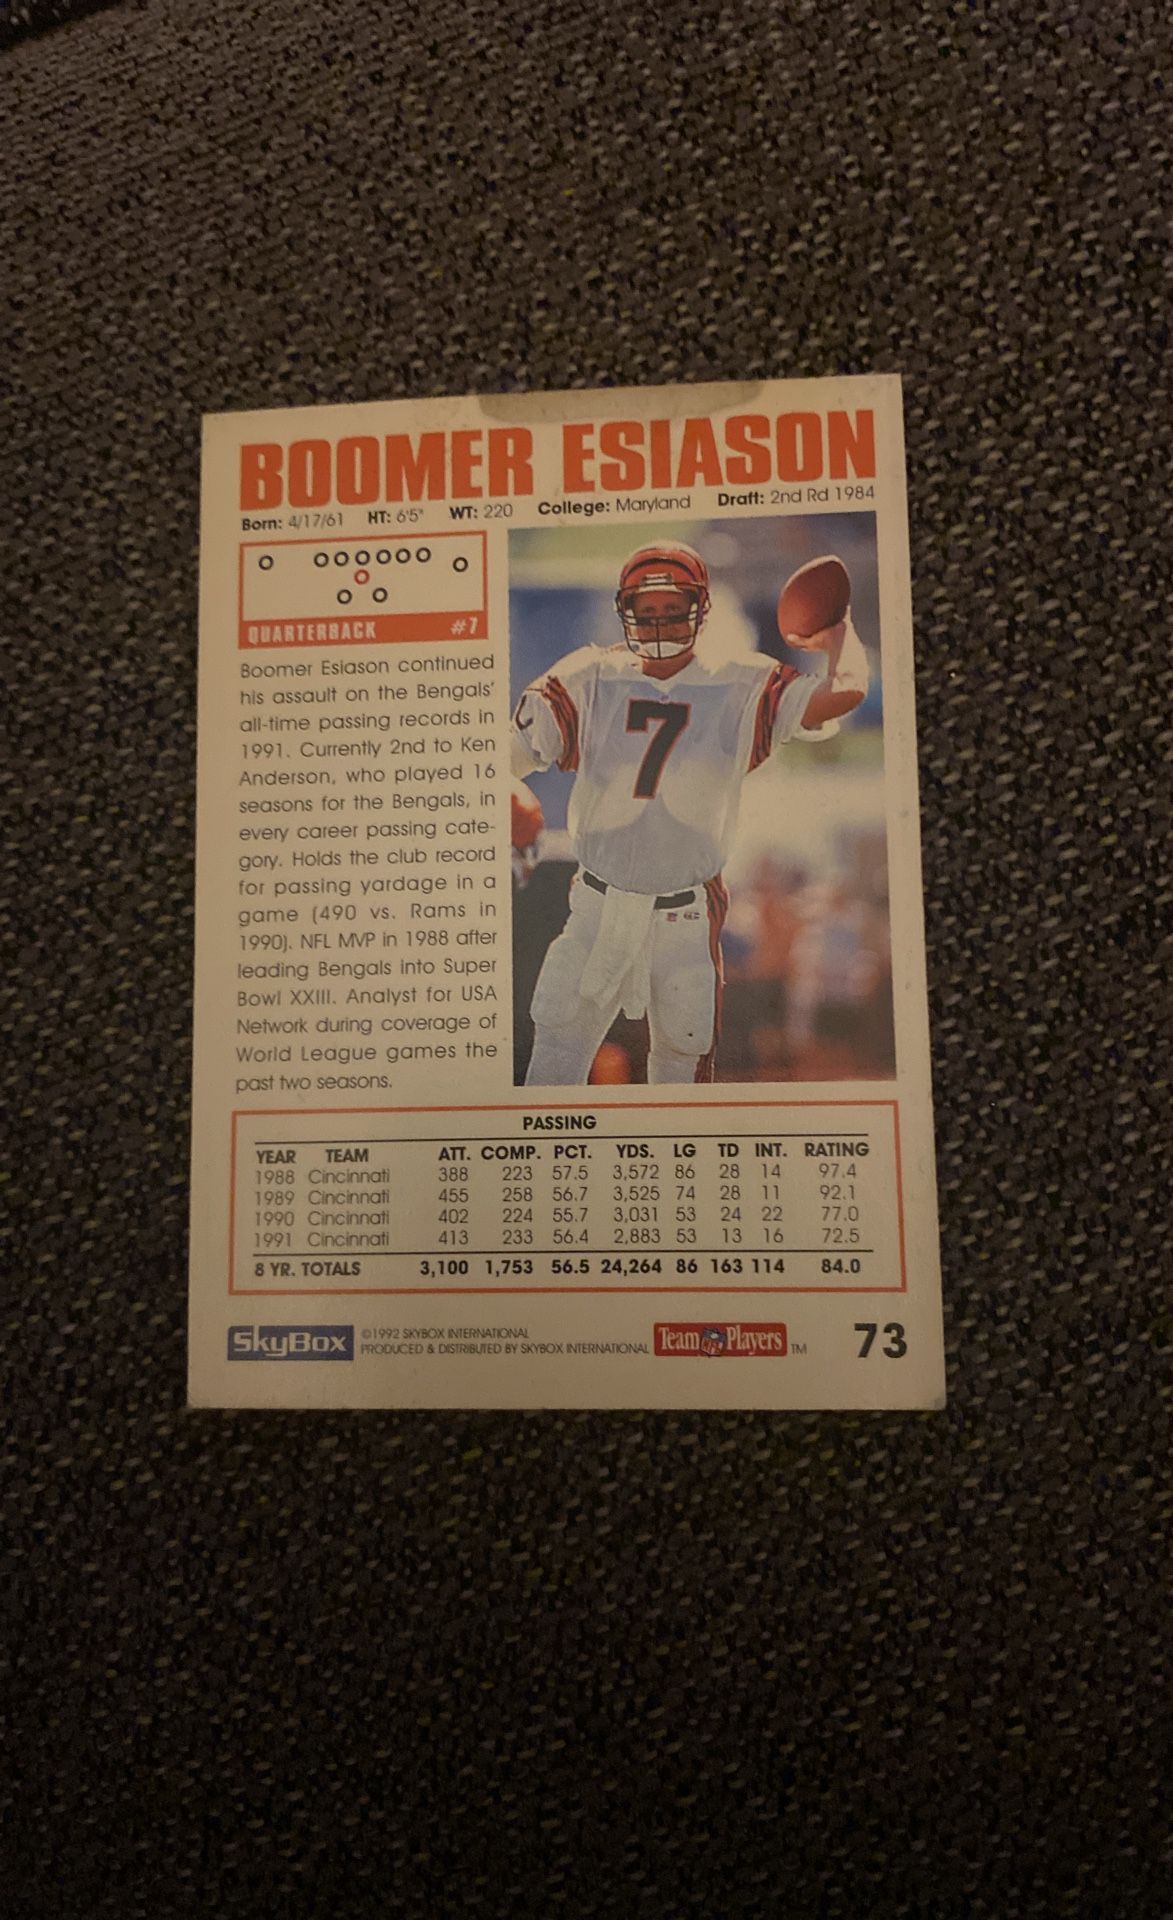 BOOMER ESIASON
Born: 4/17/61 HT: 6'5" WT: 220 College: Maryland Draft: 2nd Rd 1984
QUARTERBACK #7
Boomer Esiason continued
his assault on the Bengals'
all-time passing records in
1991. Currently 2nd to Ken
Anderson, who played 16
seasons for the Bengals, in
every career passing cate-
gory. Holds the club record
for passing yardage in a
game (490 vs. Rams in
1990). NFL MVP in 1988 after
leading Bengals into Super
Bowl XXIII. Analyst for USA
Network during coverage of
World League games the
past two seasons.
7
PASSING
YEAR TEAM ATT. COMP. PCT. YDS. LG TD INT. RATING
1988 Cincinnati 388 223 57.5 3,572 86 28 14 97.4
1989 Cincinnati 455 258 56.7 3,525 74 28 11 92.1
1990 Cincinnati 402 224 55.7 3,031 53 24 22 77.0
1991 Cincinnati 413 233 56.4 2,883 53 13 16 72.5
8 YR. TOTALS 3,100 1,753 56.5 24,264 86 163 114 84.0
SkyBox
©1992 SKYBOX INTERNATIONAL
PRODUCED & DISTRIBUTED BY SKYBOX INTERNATIONAL
Team NFL Players TM
73